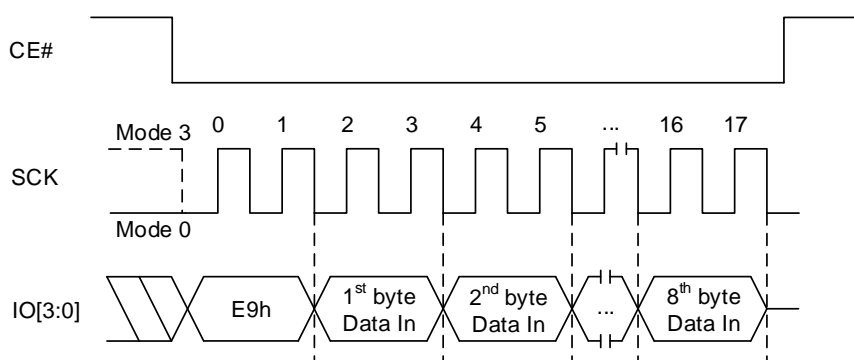 CE#
Mode 3
0 1 2 3 4 5 ... 16 17
SCK
Mode 0
IO[3:0]
E9h
1st byte
Data In
2nd byte
Data In
...
8th byte
Data In